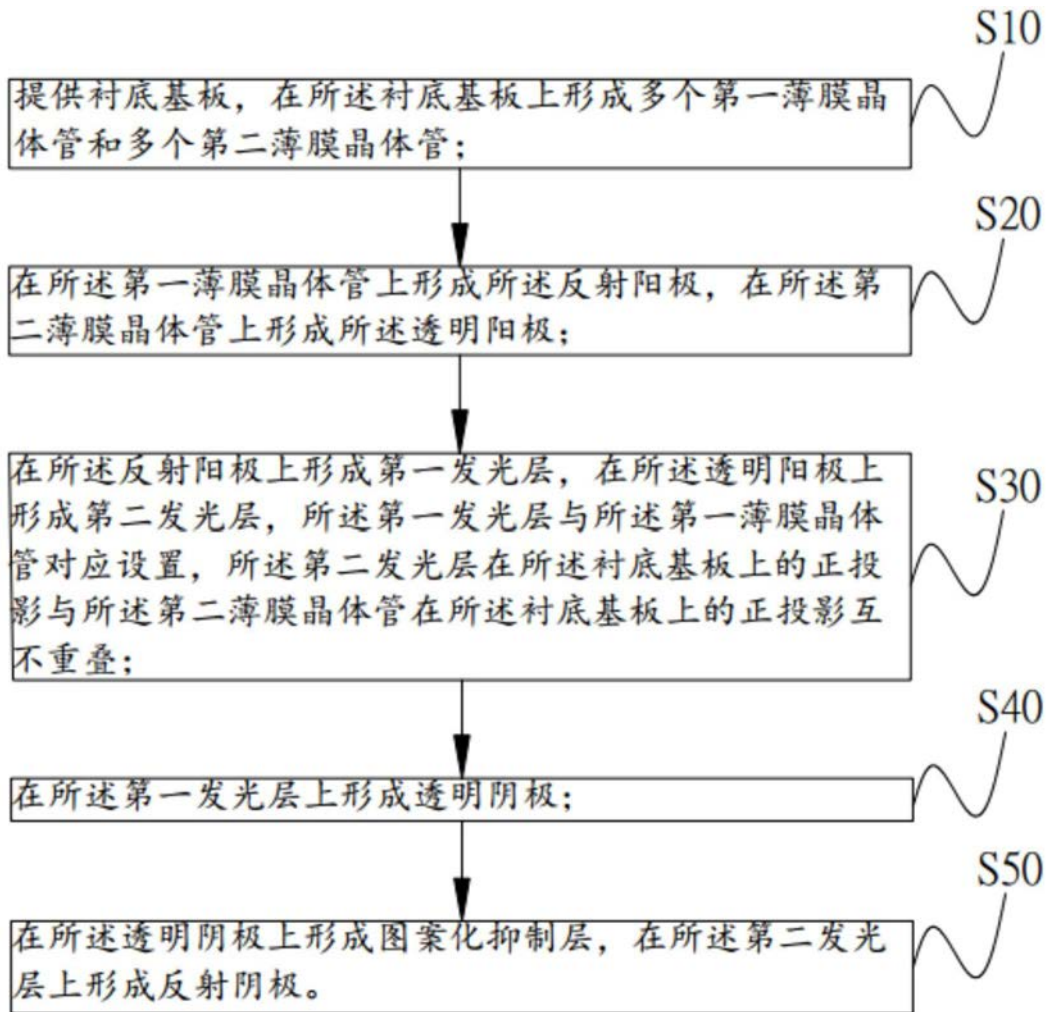 S10
提供衬底基板，在所述衬底基板上形成多个第一薄膜晶
体管和多个第二薄膜晶体管；
S20
在所述第一薄膜晶体管上形成所述反射阳极，在所述第
二薄膜晶体管上形成所述透明阳极；
S30
在所述反射阳极上形成第一发光层，在所述透明阳极上
形成第二发光层，所述第一发光层与所述第一薄膜晶体
管对应设置，所述第二发光层在所述衬底基板上的正投
影与所述第二薄膜晶体管在所述衬底基板上的正投影互
不重叠；
S40
在所述第一发光层上形成透明阴极；
S50
在所述透明阴极上形成图案化抑制层，在所述第二发光
层上形成反射阴极。